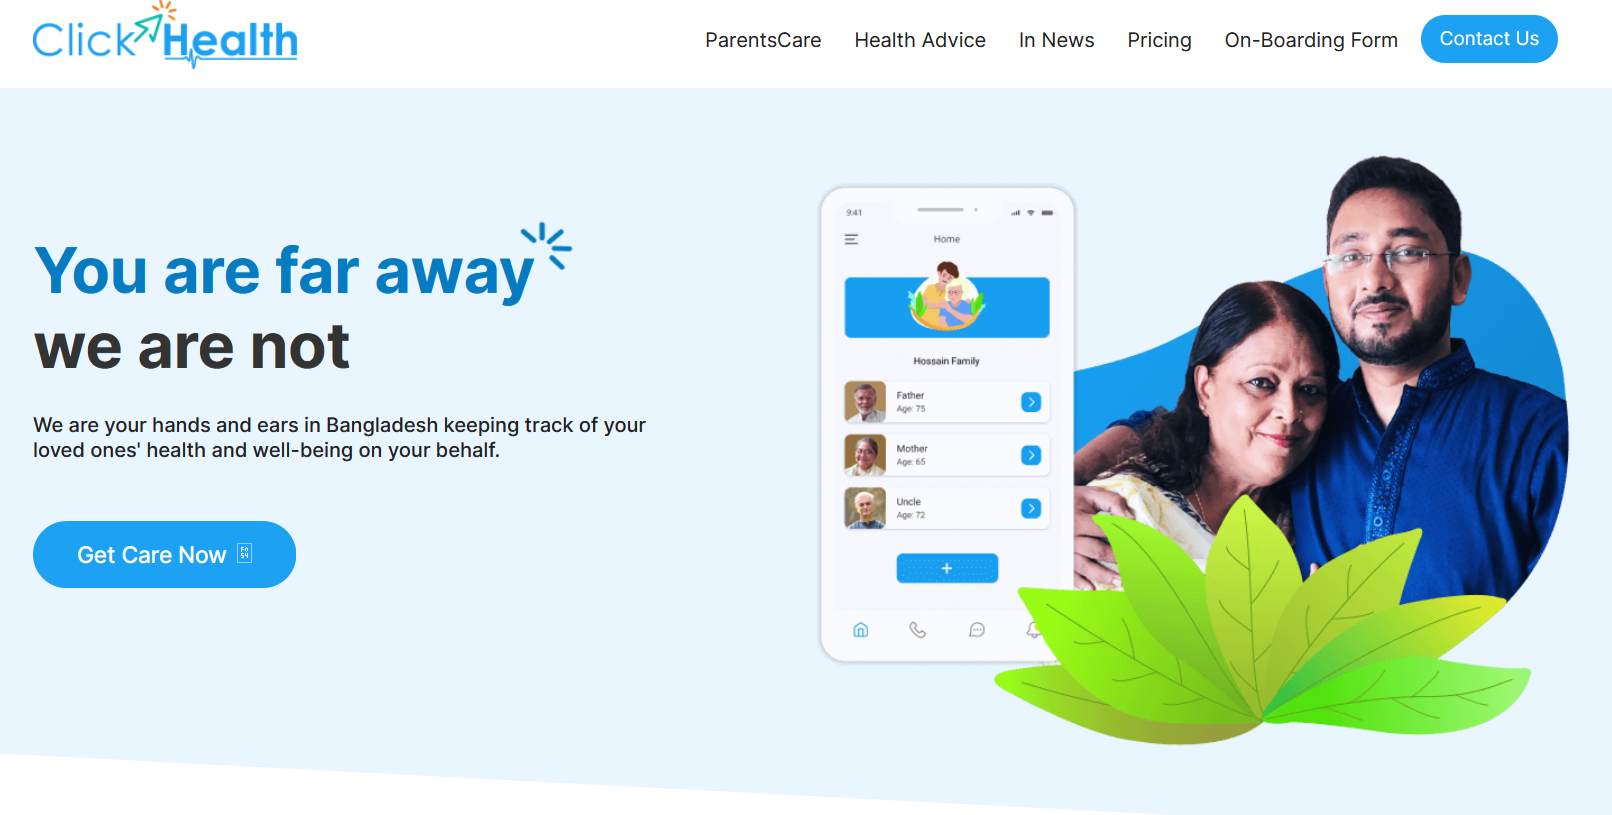 Click Health
ParentsCare
Health Advice
In News
Pricing
On-Boarding Form
Contact Us
You are far away
we are not
We are your hands and ears in Bangladesh keeping track of your
loved ones' health and well-being on your behalf.
Get Care Now
9:41
Home
Hossain Family
Father
Age: 75
Mother
Age: 65
Uncle
Age: 72
+